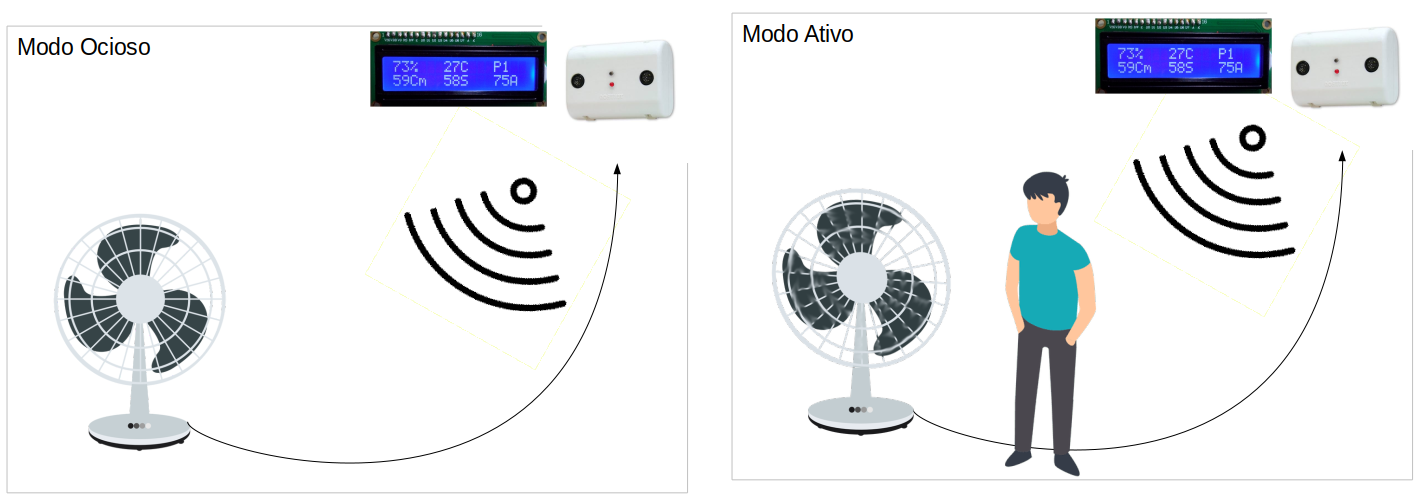 Modo Ocioso
73% 27C P1
59Cm 58S 75A
Modo Ativo
73% 27C P1
59Cm 58S 75A